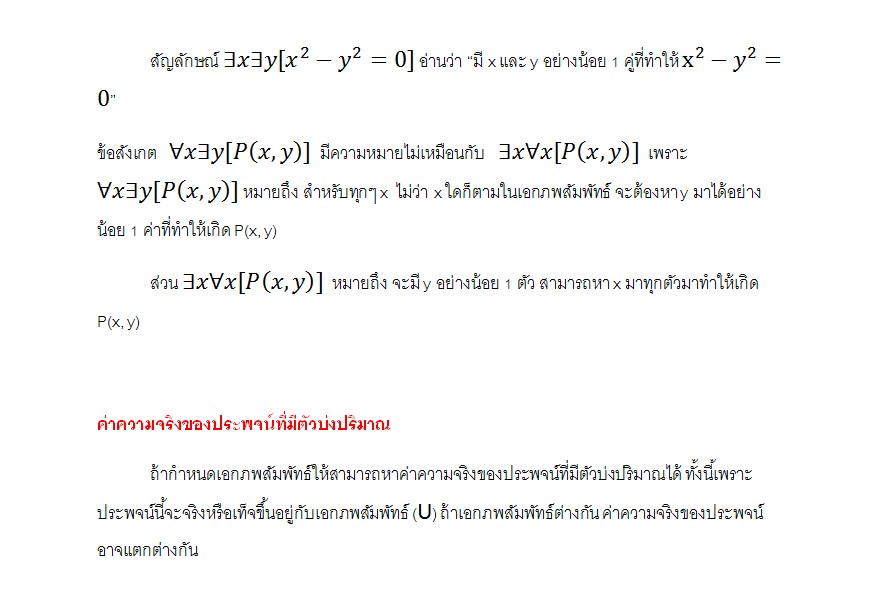 สัญลักษณ์ ∃x∃y[x² − y² = 0] อ่านว่า “มี x และ y อย่างน้อย 1 คู่ที่ทำให้ x² − y² =
0”
ข้อสังเกต ∀x∃y[P(x, y)] มีความหมายไม่เหมือนกับ ∃x∀x[P(x, y)] เพราะ
∀x∃y[P(x, y)] หมายถึง สำหรับทุกๆ x ไม่ว่า x ใดก็ตามในเอกภพสัมพัทธ์ จะต้องหา y มาได้อย่าง
น้อย 1 ค่าที่ทำให้เกิด P(x, y)
ส่วน ∃x∀x[P(x, y)] หมายถึง จะมี y อย่างน้อย 1 ตัว สามารถหา x มาทุกตัวมาทำให้เกิด
P(x, y)
ค่าความจริงของประพจน์ที่มีตัวบ่งปริมาณ
ถ้ากำหนดเอกภพสัมพัทธ์ให้สามารถหาค่าความจริงของประพจน์ที่มีตัวบ่งปริมาณได้ ทั้งนี้เพราะ
ประพจน์นี้จะจริงหรือเท็จขึ้นอยู่กับเอกภพสัมพัทธ์ (U) ถ้าเอกภพสัมพัทธ์ต่างกัน ค่าความจริงของประพจน์
อาจแตกต่างกัน